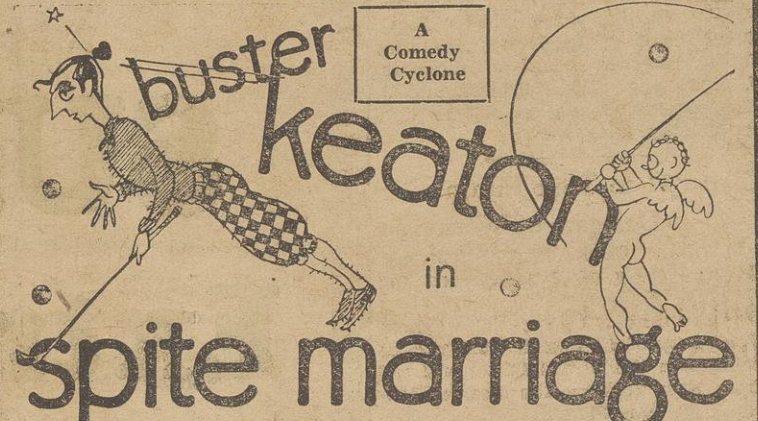 buster
keaton
A
Comedy
Cyclone
in
spite marriage